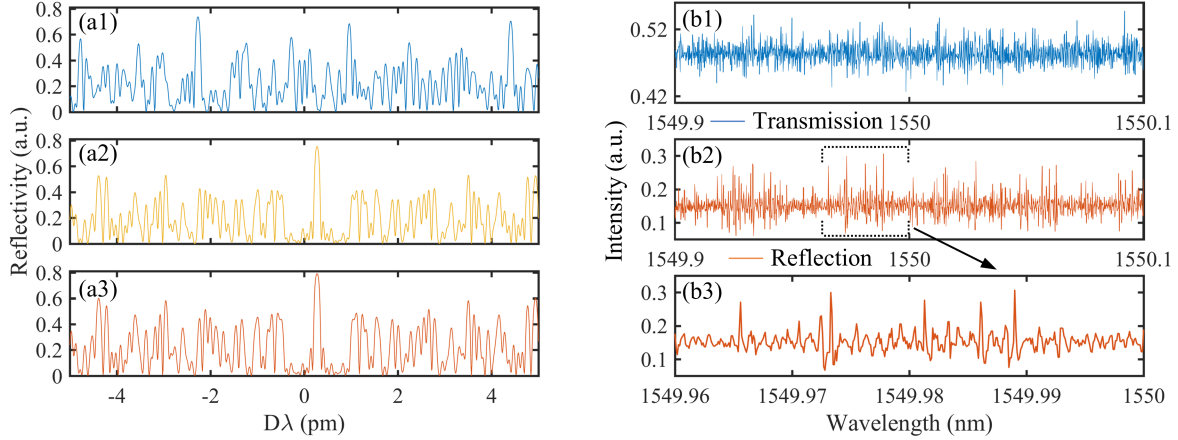 (a1)
0.8
0.6
0.4
0.2
0
(a2)
0.8
0.6
0.4
0.2
0
(a3)
0.8
0.6
0.4
0.2
0
Reflectivity (a.u.)
-4 -2 0 2 4
Dλ (pm)
(b1)
0.52
0.42
1549.9 1550 1550.1
Transmission
(b2)
0.3
0.2
0.1
1549.9 1550 1550.1
Reflection
(b3)
0.3
0.2
0.1
Intensity (a.u.)
1549.96 1549.97 1549.98 1549.99 1550
Wavelength (nm)